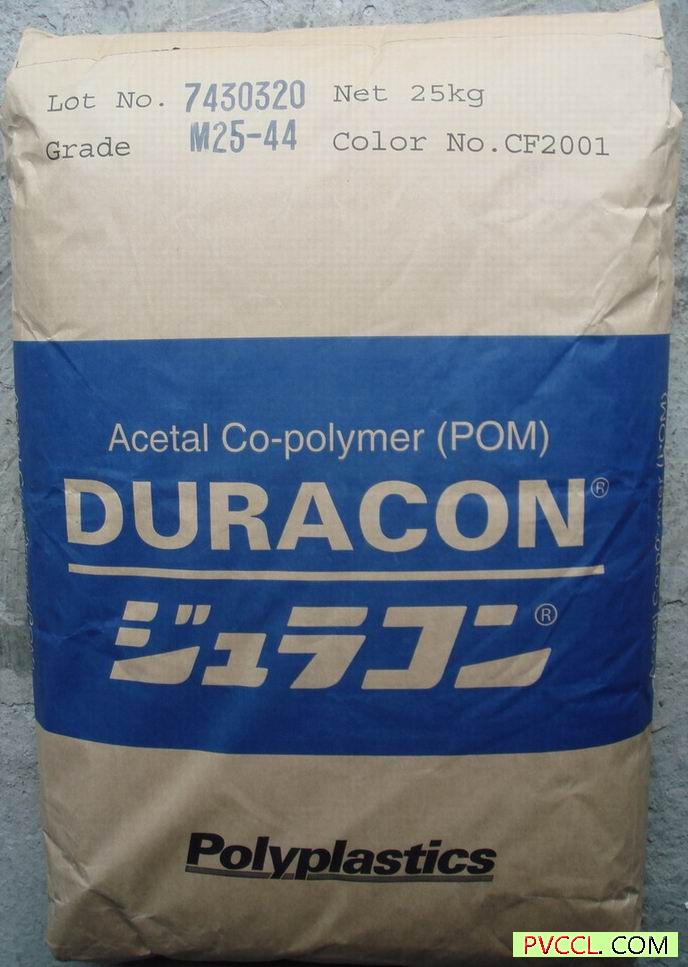 Lot No. 7430320 Net 25kg
Grade M25-44 Color No.CF2001
Acetal Co-polymer (POM)
DURACON®
ジュラコン®
Polyplastics
PVCCL.COM